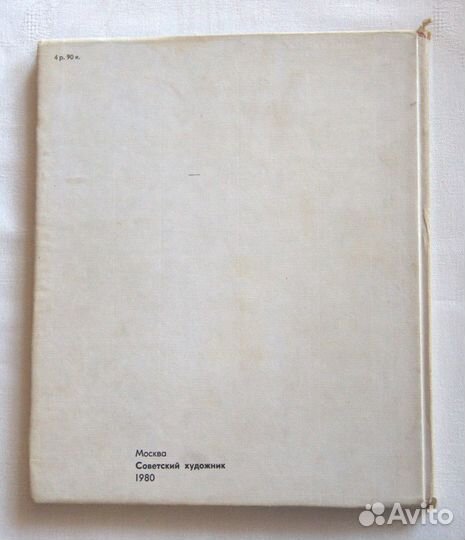 4 р. 90 к.
Москва
Советский художник
1980
Avito